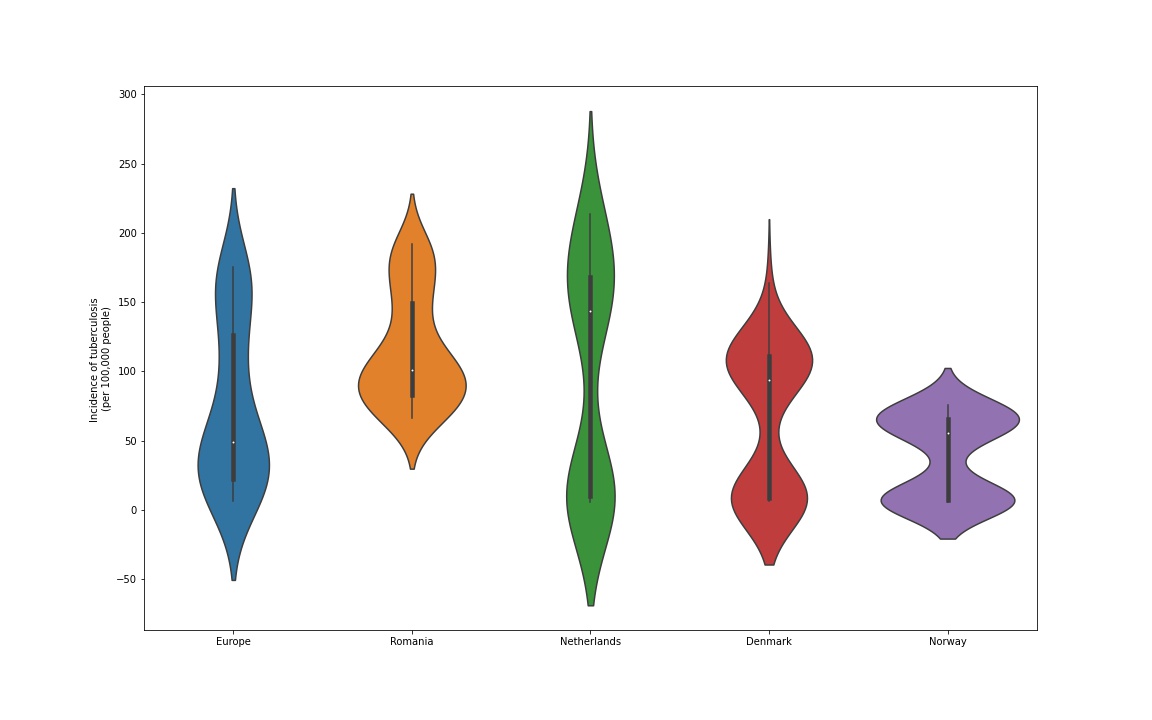 300
250
200
150
100
50
0
−50
Incidence of tuberculosis
(per 100,000 people)
Europe
Romania
Netherlands
Denmark
Norway